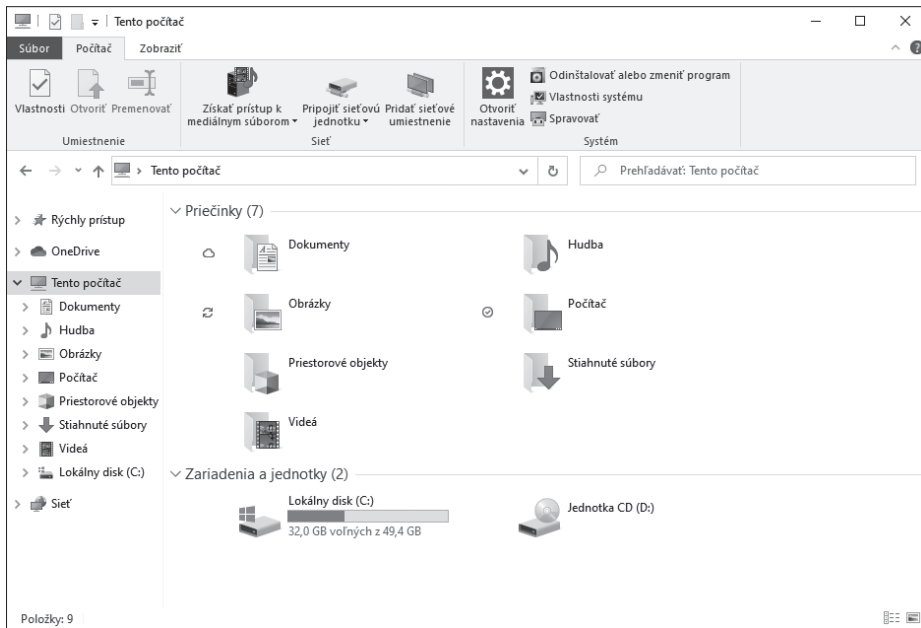 Tento počítač
Súbor Počítač Zobraziť
Vlastnosti Otvoriť Premenovať
Získať prístup k mediálnym súborom
Pripojiť sieťovú jednotku
Pridať sieťové umiestnenie
Otvoriť nastavenia
Odinštalovať alebo zmeniť program
Vlastnosti systému
Spravovať
Umiestnenie Sieť Systém
Tento počítač
Prehľadávať: Tento počítač
Rýchly prístup
OneDrive
Tento počítač
Dokumenty
Hudba
Obrázky
Počítač
Priestorové objekty
Stiahnuté súbory
Videá
Lokálny disk (C:)
Sieť
Priečinky (7)
Dokumenty
Hudba
Obrázky
Počítač
Priestorové objekty
Stiahnuté súbory
Videá
Zariadenia a jednotky (2)
Lokálny disk (C:)
32,0 GB voľných z 49,4 GB
Jednotka CD (D:)
Položky: 9